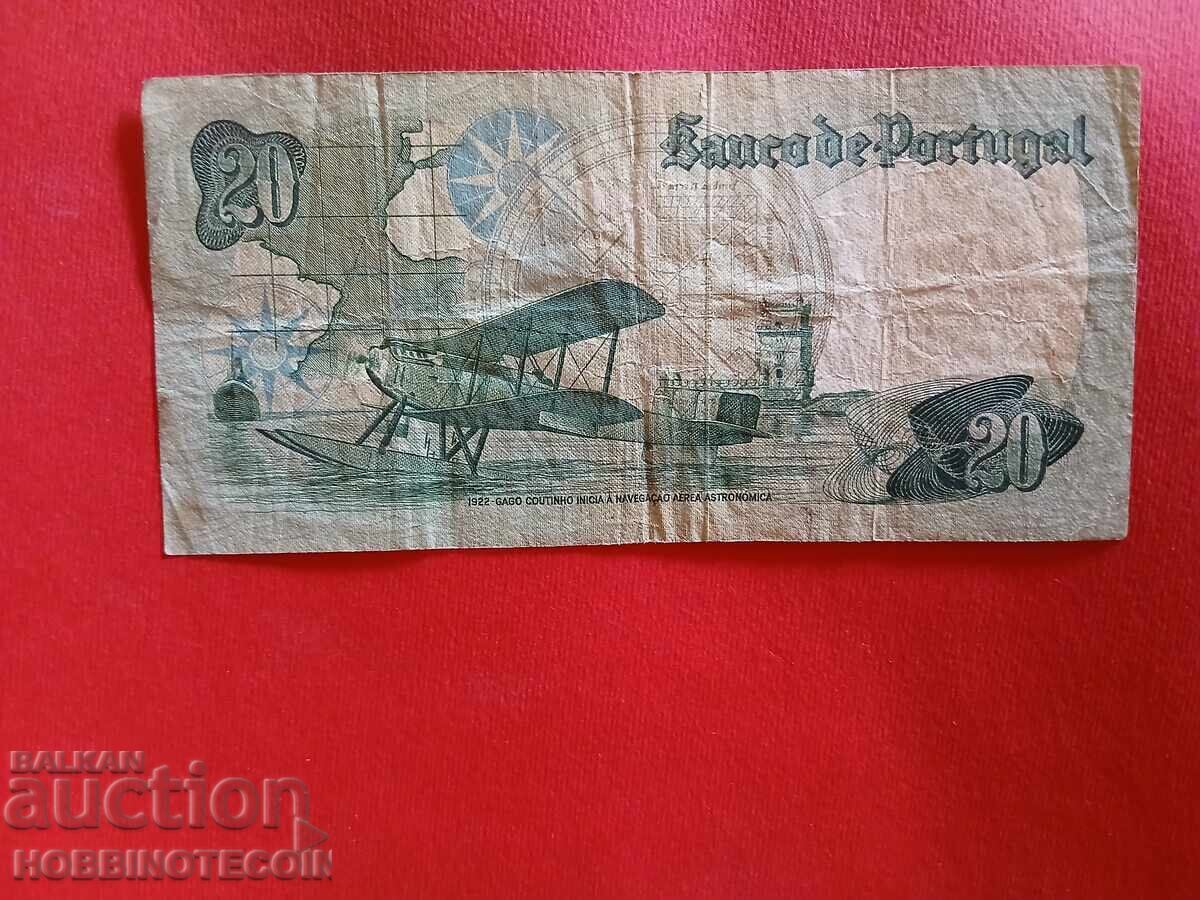 20
Banco de Portugal
20
1922 GAGO COUTINHO INICIA A NAVEGAÇÃO AÉREA ASTRONÓMICA
BALKAN
auction
HOBBINOTECOIN